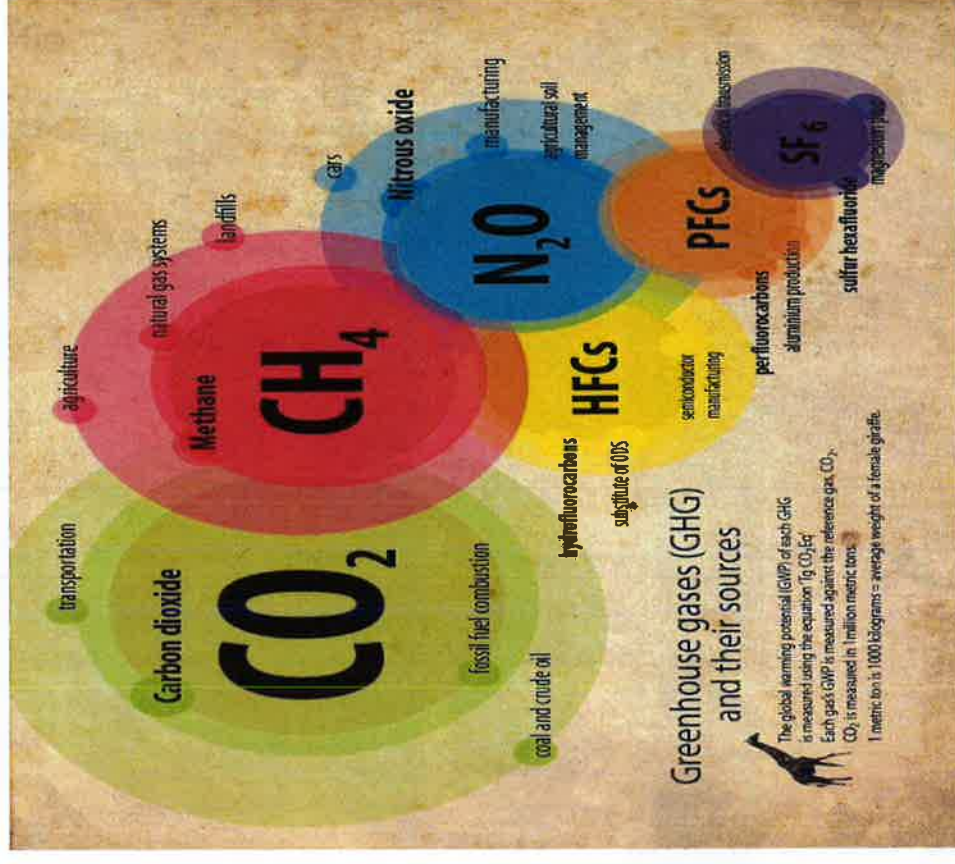 transportation
Carbon dioxide
CO₂
fossil fuel combustion
coal and crude oil
agriculture
natural gas systems
landfills
Methane
CH₄
cars
Nitrous oxide
N₂O
manufacturing
agricultural soil
management
hydrofluorocarbons
substitute of ODS
HFCs
semiconductor
manufacturing
PFCs
perfluorocarbons
aluminium production
transmission
SF₆
sulfur hexafluoride
Greenhouse gases (GHG)
and their sources
The global warming potential (GWP) of each GHG
is measured using the equation 'Tg CO₂Eq'
Each gas's GWP is measured against the reference gas, CO₂.
CO₂ is measured in 1 million metric tons.
1 metric ton is 1000 kilograms = average weight of a female giraffe.